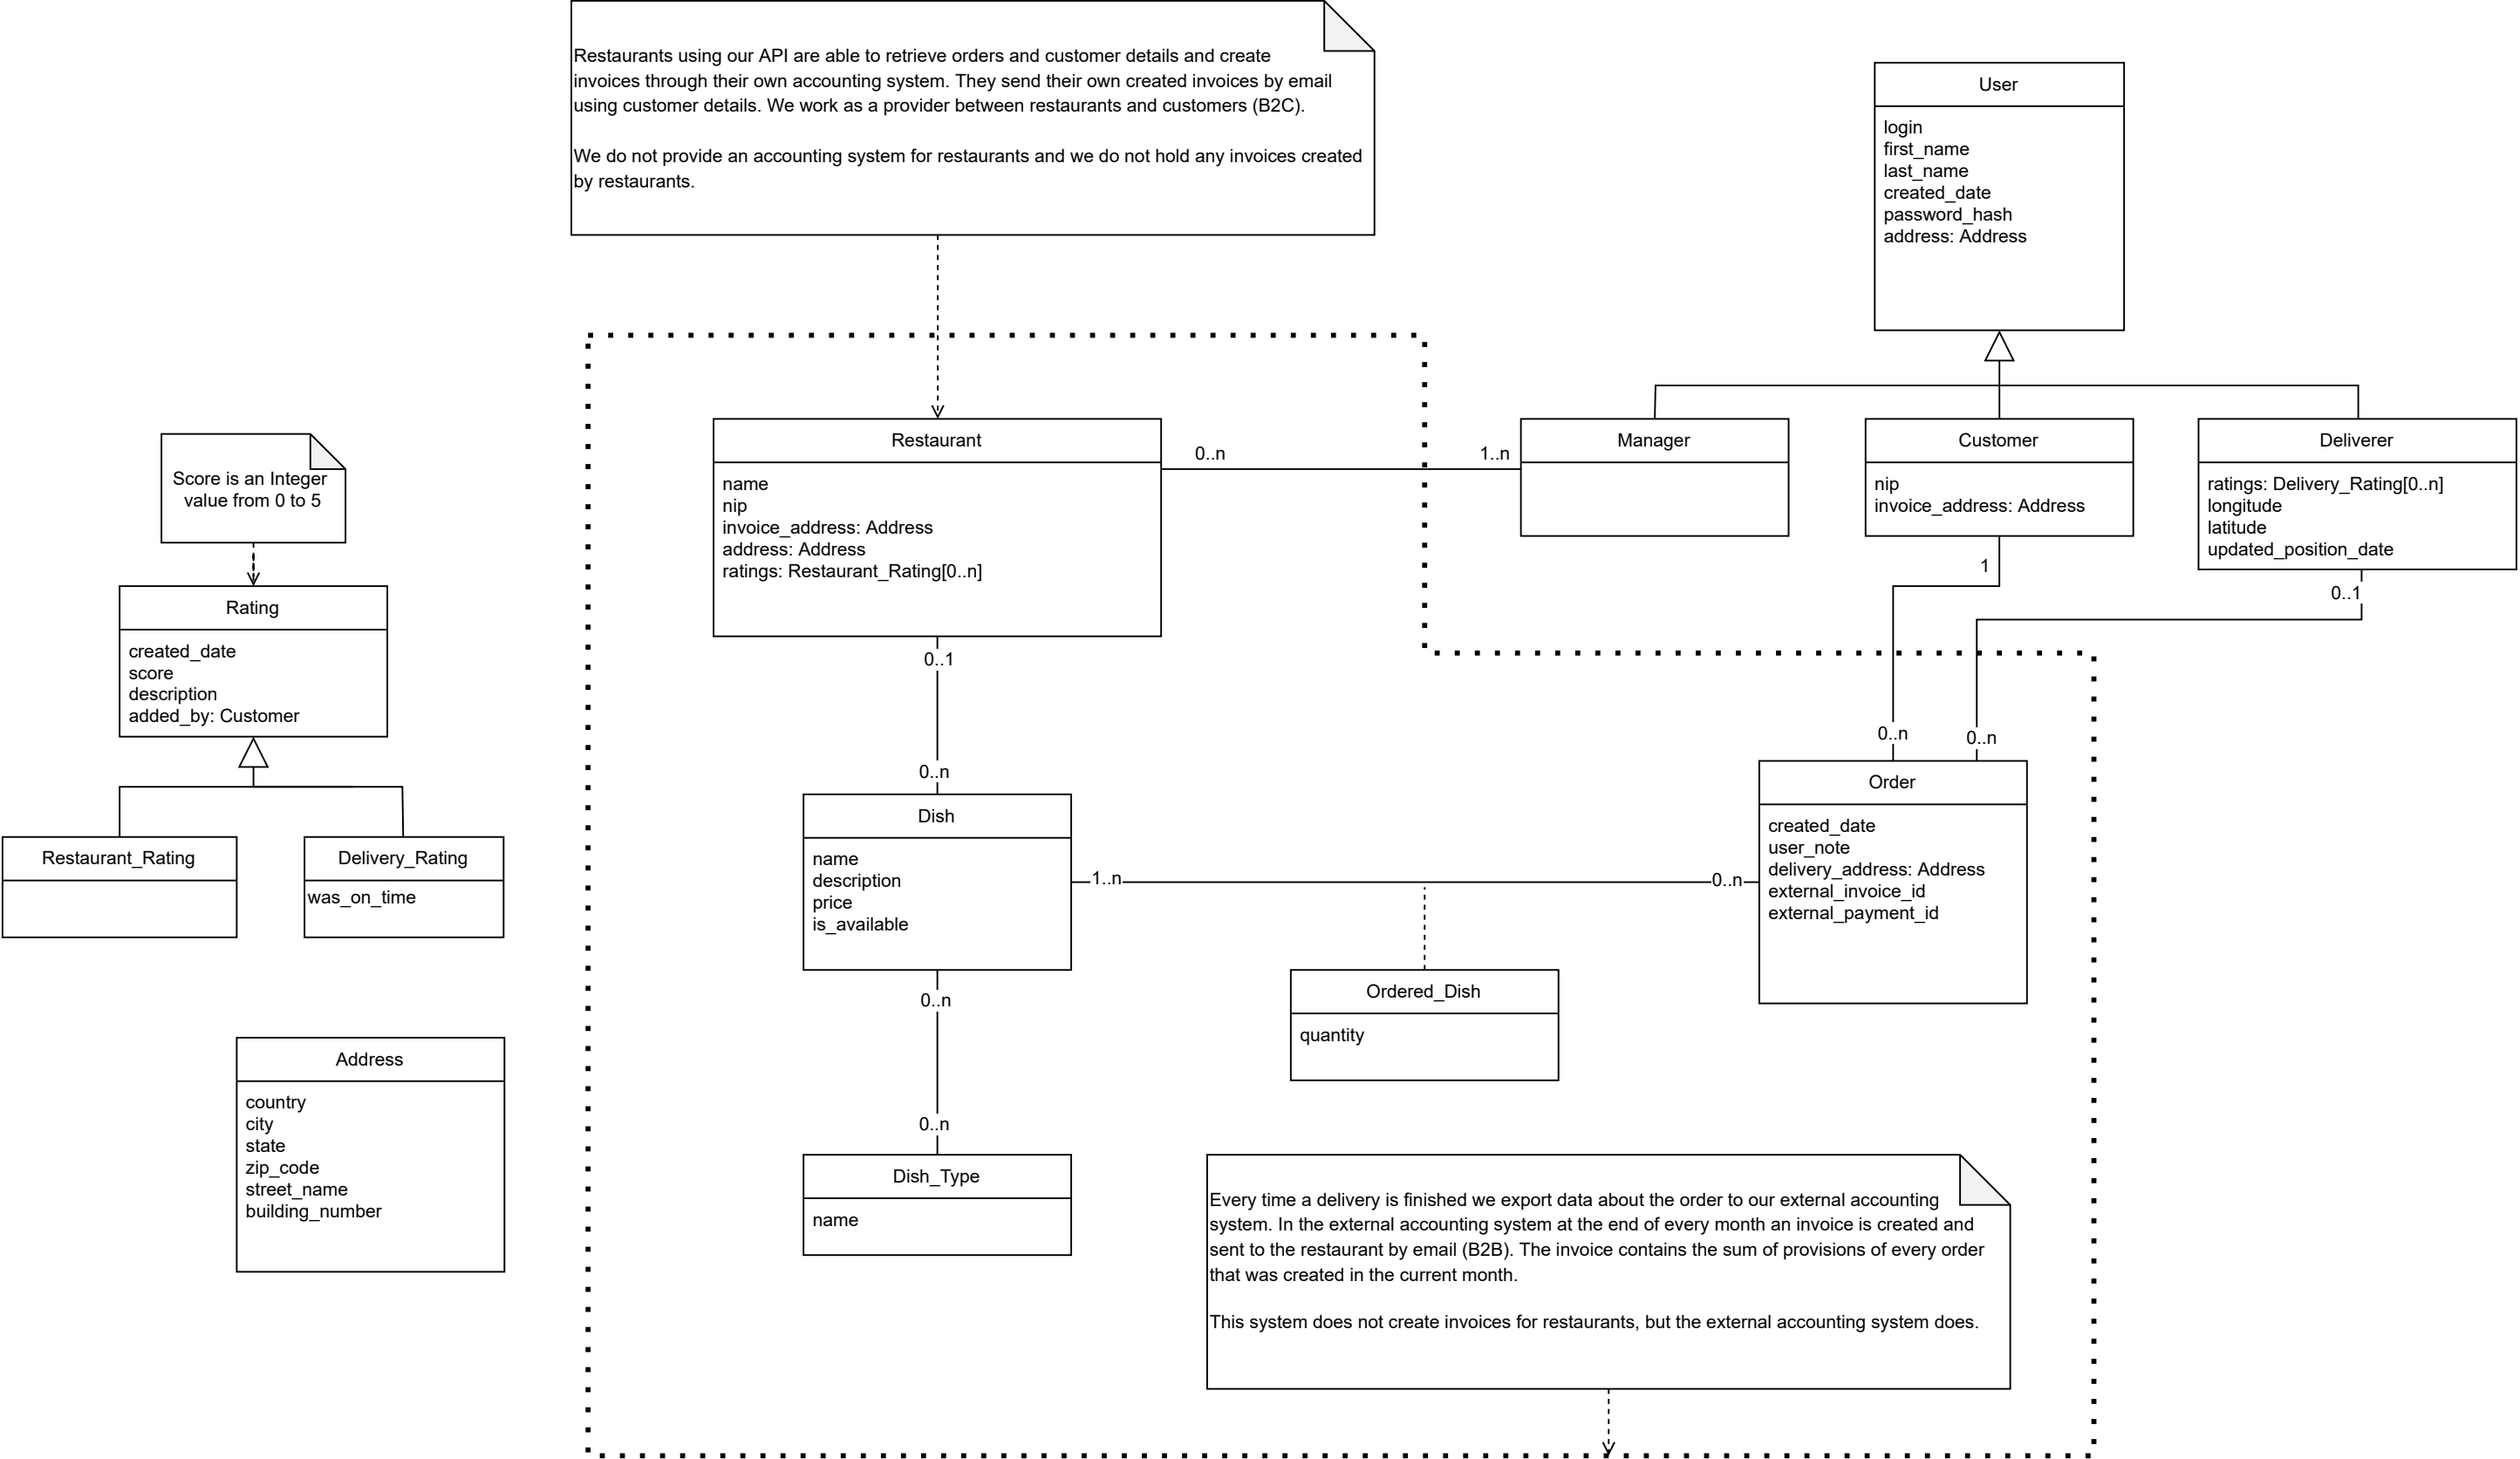 Restaurants using our API are able to retrieve orders and customer details and create
invoices through their own accounting system. They send their own created invoices by email
using customer details. We work as a provider between restaurants and customers (B2C).
We do not provide an accounting system for restaurants and we do not hold any invoices created
by restaurants.
User
login
first_name
last_name
created_date
password_hash
address: Address
Restaurant
name
nip
invoice_address: Address
address: Address
ratings: Restaurant_Rating[0..n]
0..n
1..n
Manager
Customer
nip
invoice_address: Address
Deliverer
ratings: Delivery_Rating[0..n]
longitude
latitude
updated_position_date
1
0..1
Score is an Integer
value from 0 to 5
Rating
created_date
score
description
added_by: Customer
Restaurant_Rating
Delivery_Rating
was_on_time
0..1
0..n
0..n
0..n
Dish
name
description
price
is_available
1..n
0..n
Order
created_date
user_note
delivery_address: Address
external_invoice_id
external_payment_id
Ordered_Dish
quantity
0..n
0..n
Dish_Type
name
Address
country
city
state
zip_code
street_name
building_number
Every time a delivery is finished we export data about the order to our external accounting
system. In the external accounting system at the end of every month an invoice is created and
sent to the restaurant by email (B2B). The invoice contains the sum of provisions of every order
that was created in the current month.
This system does not create invoices for restaurants, but the external accounting system does.